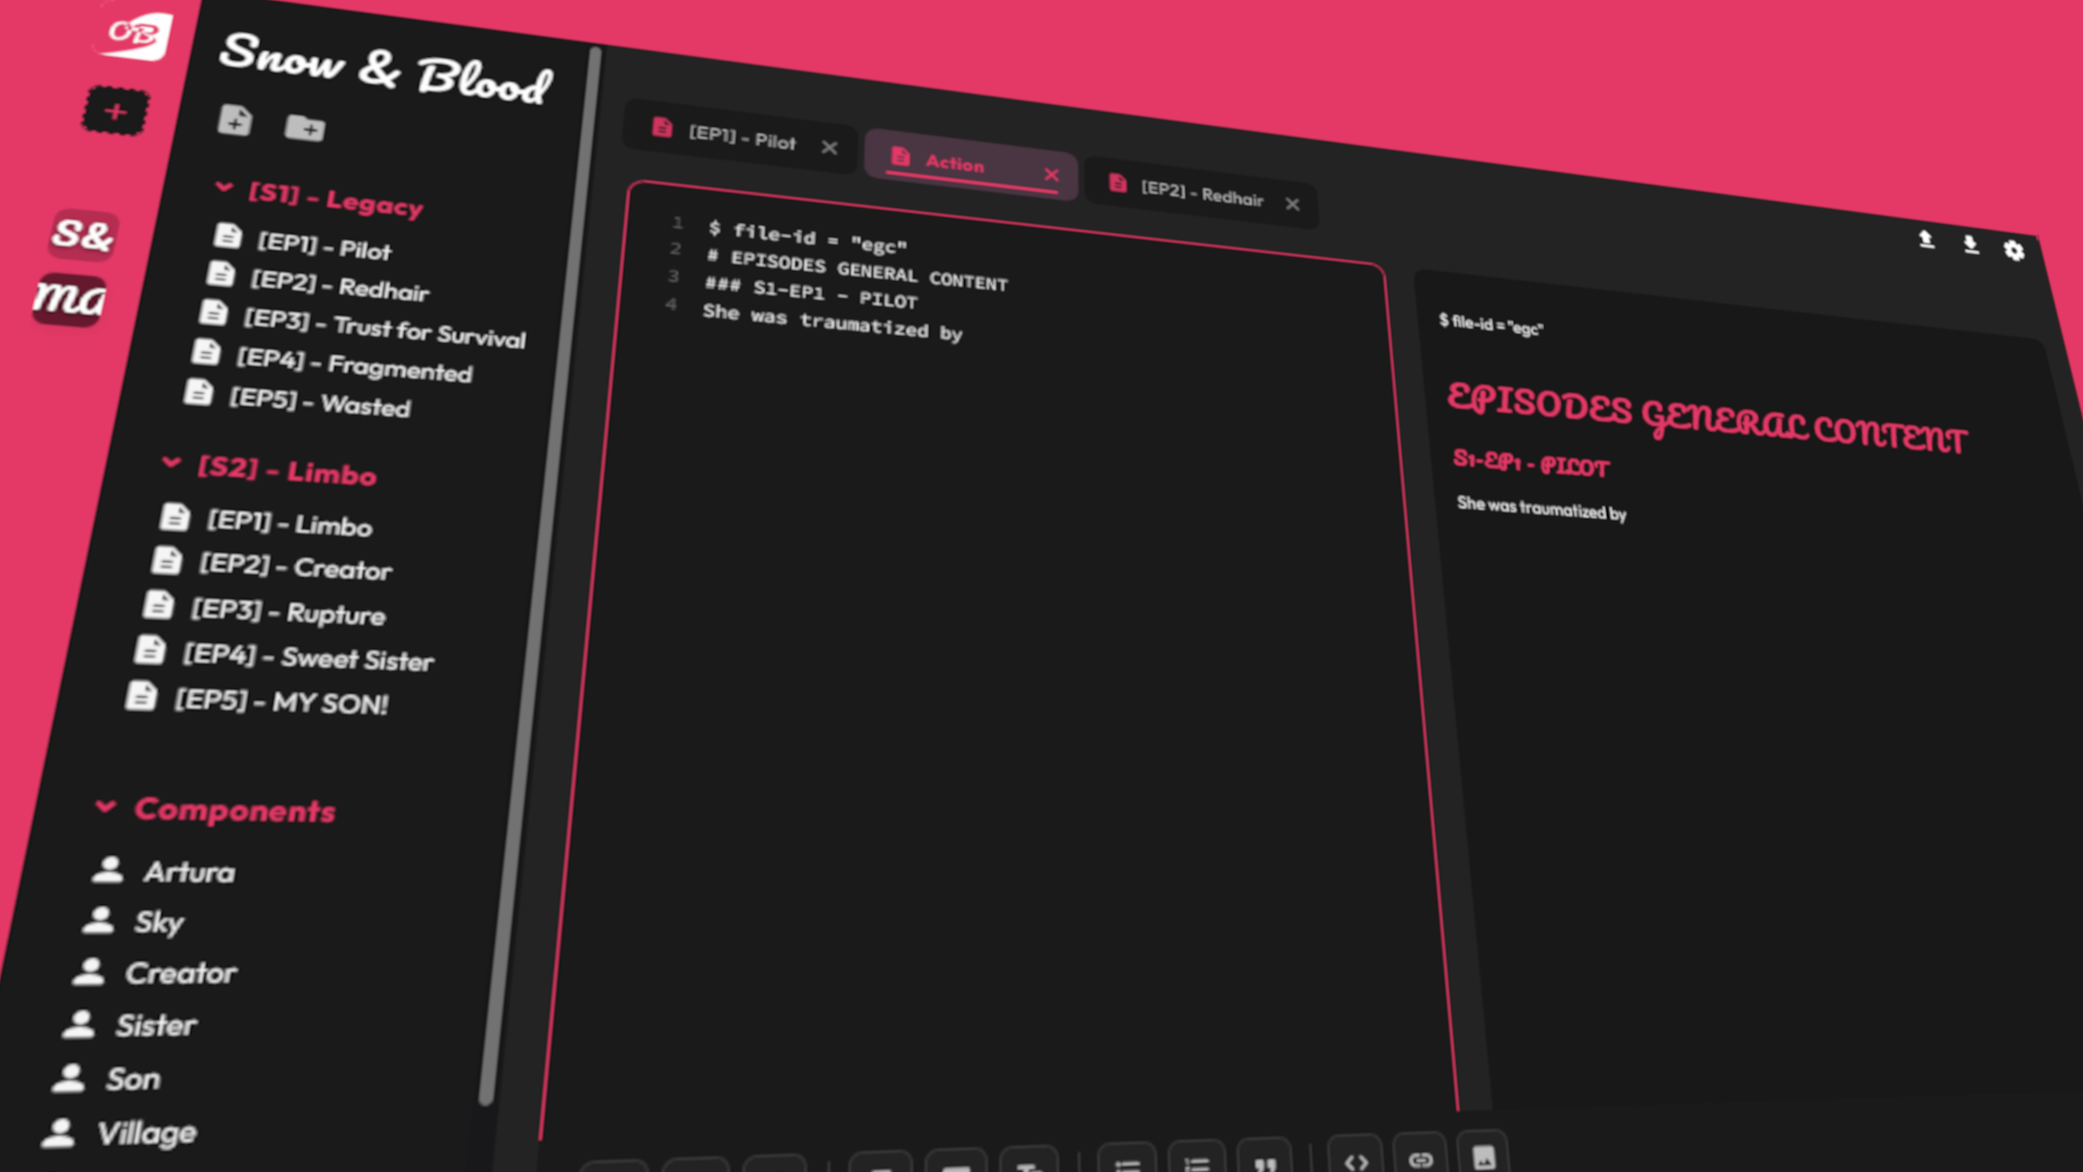 OB
Snow & Blood
[S1] - Legacy
[EP1] - Pilot
[EP2] - Redhair
[EP3] - Trust for Survival
[EP4] - Fragmented
[EP5] - Wasted
[S2] - Limbo
[EP1] - Limbo
[EP2] - Creator
[EP3] - Rupture
[EP4] - Sweet Sister
[EP5] - MY SON!
Components
Artura
Sky
Creator
Sister
Son
Village
S&
ma
[EP1] - Pilot
Action
[EP2] - Redhair
1 $ file-id = "egc"
2 # EPISODES GENERAL CONTENT
3 ### S1-EP1 - PILOT
4 She was traumatized by
$ file-id = "egc"
EPISODES GENERAL CONTENT
S1-EP1 - PILOT
She was traumatized by